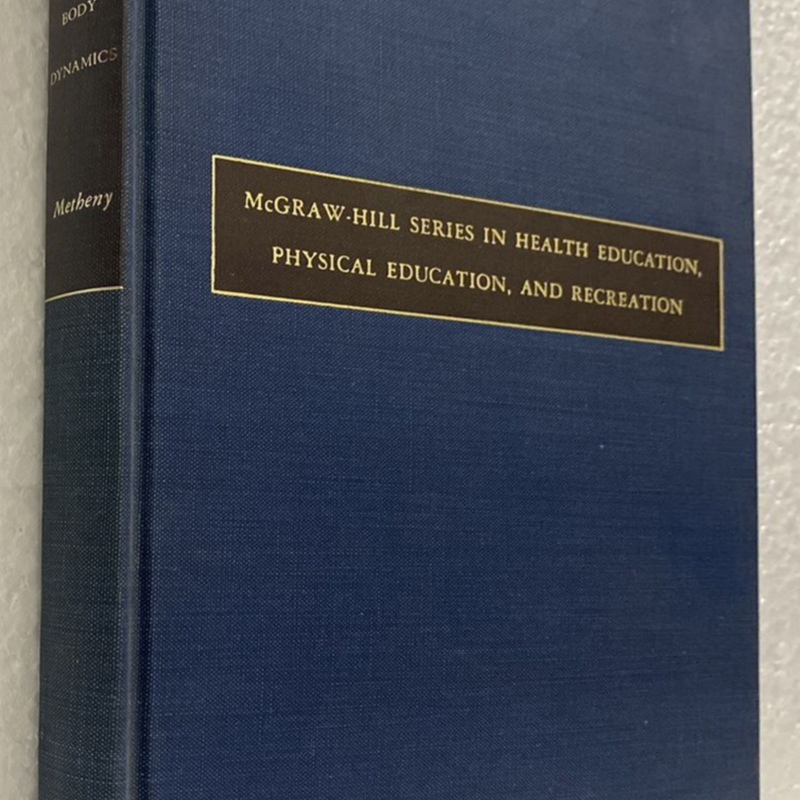 BODY
DYNAMICS
Metheny
McGRAW-HILL SERIES IN HEALTH EDUCATION,
PHYSICAL EDUCATION, AND RECREATION